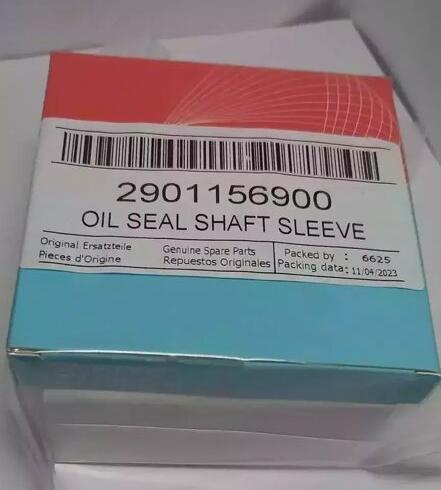 2901156900
OIL SEAL SHAFT SLEEVE
Original Ersatzteile Genuine Spare Parts Packed by : 6625
Pieces d'Origine Repuestos Originales Packing data: 11/04/2023